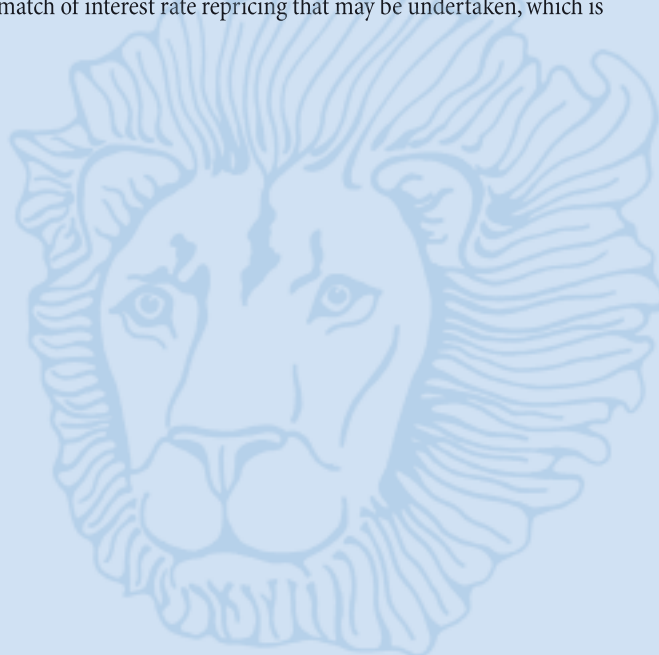 match of interest rate repricing that may be undertaken, which is